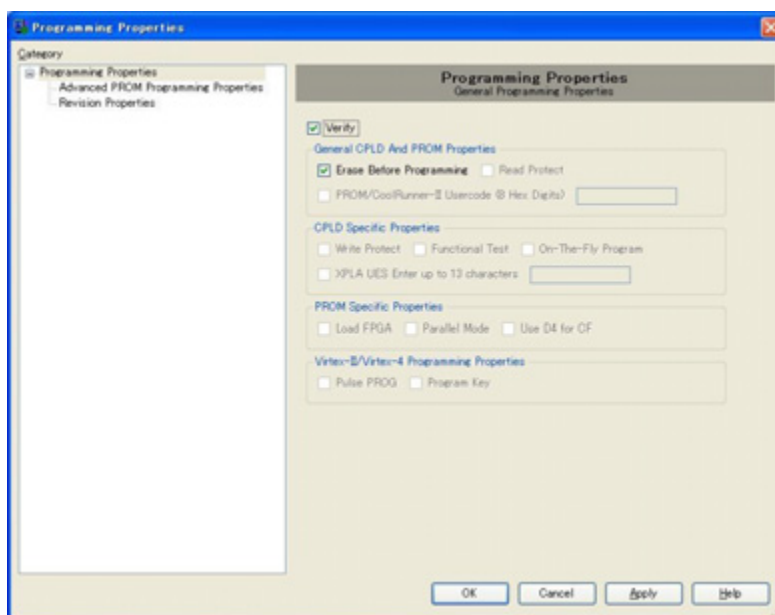 Programming Properties
Category
Programming Properties
Advanced PROM Programming Properties
Revision Properties
Programming Properties
General Programming Properties
Verify
General CPLD And PROM Properties
Erase Before Programming Read Protect
PROM/CoolRunner-II Usercode (8 Hex Digits)
CPLD Specific Properties
Write Protect Functional Test On-The-Fly Program
XPLA UES Enter up to 13 characters
PROM Specific Properties
Load FPGA Parallel Mode Use D4 for CF
Virtex-II/Virtex-4 Programming Properties
Pulse PROG Program Key
OK Cancel Apply Help